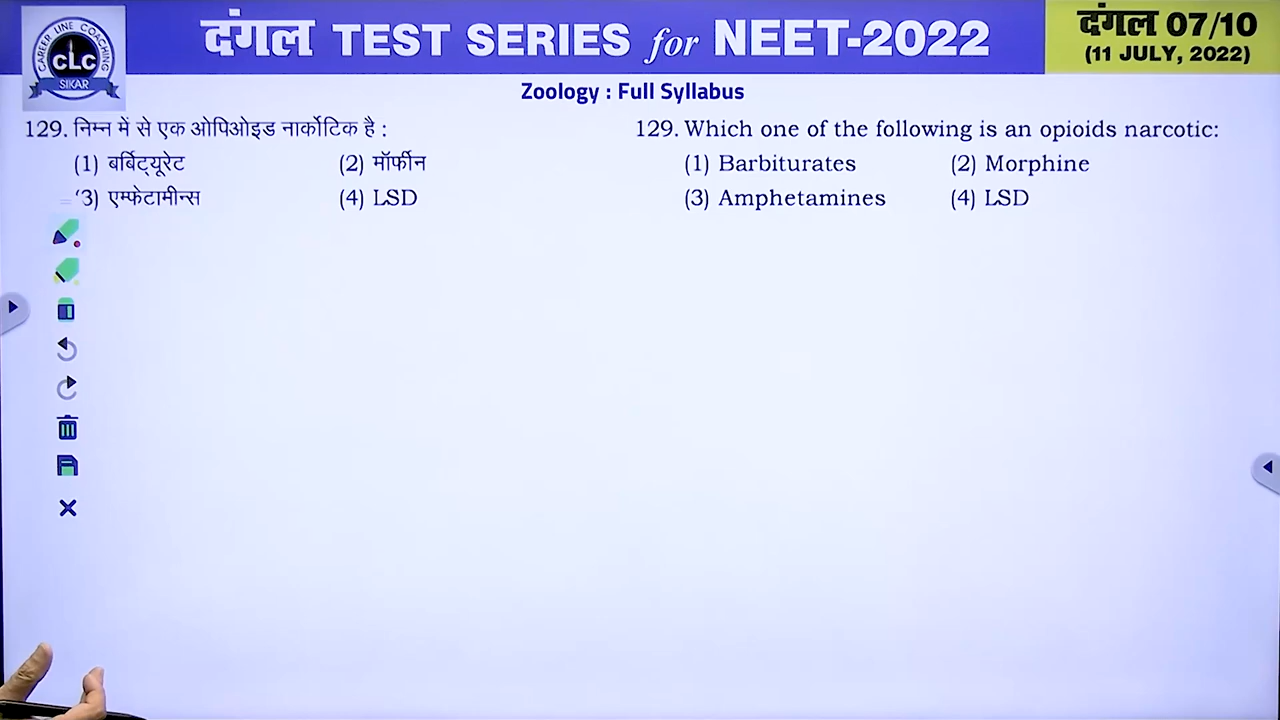 CAREER LINE COACHING
CLC
SIKAR
दंगल TEST SERIES for NEET-2022
दंगल 07/10
(11 JULY, 2022)
Zoology : Full Syllabus
129. निम्न में से एक ओपिओइड नार्कोटिक है :
(1) बर्बिट्यूरेट (2) मॉर्फीन
(3) एम्फेटामीन्स (4) LSD
129. Which one of the following is an opioids narcotic:
(1) Barbiturates (2) Morphine
(3) Amphetamines (4) LSD